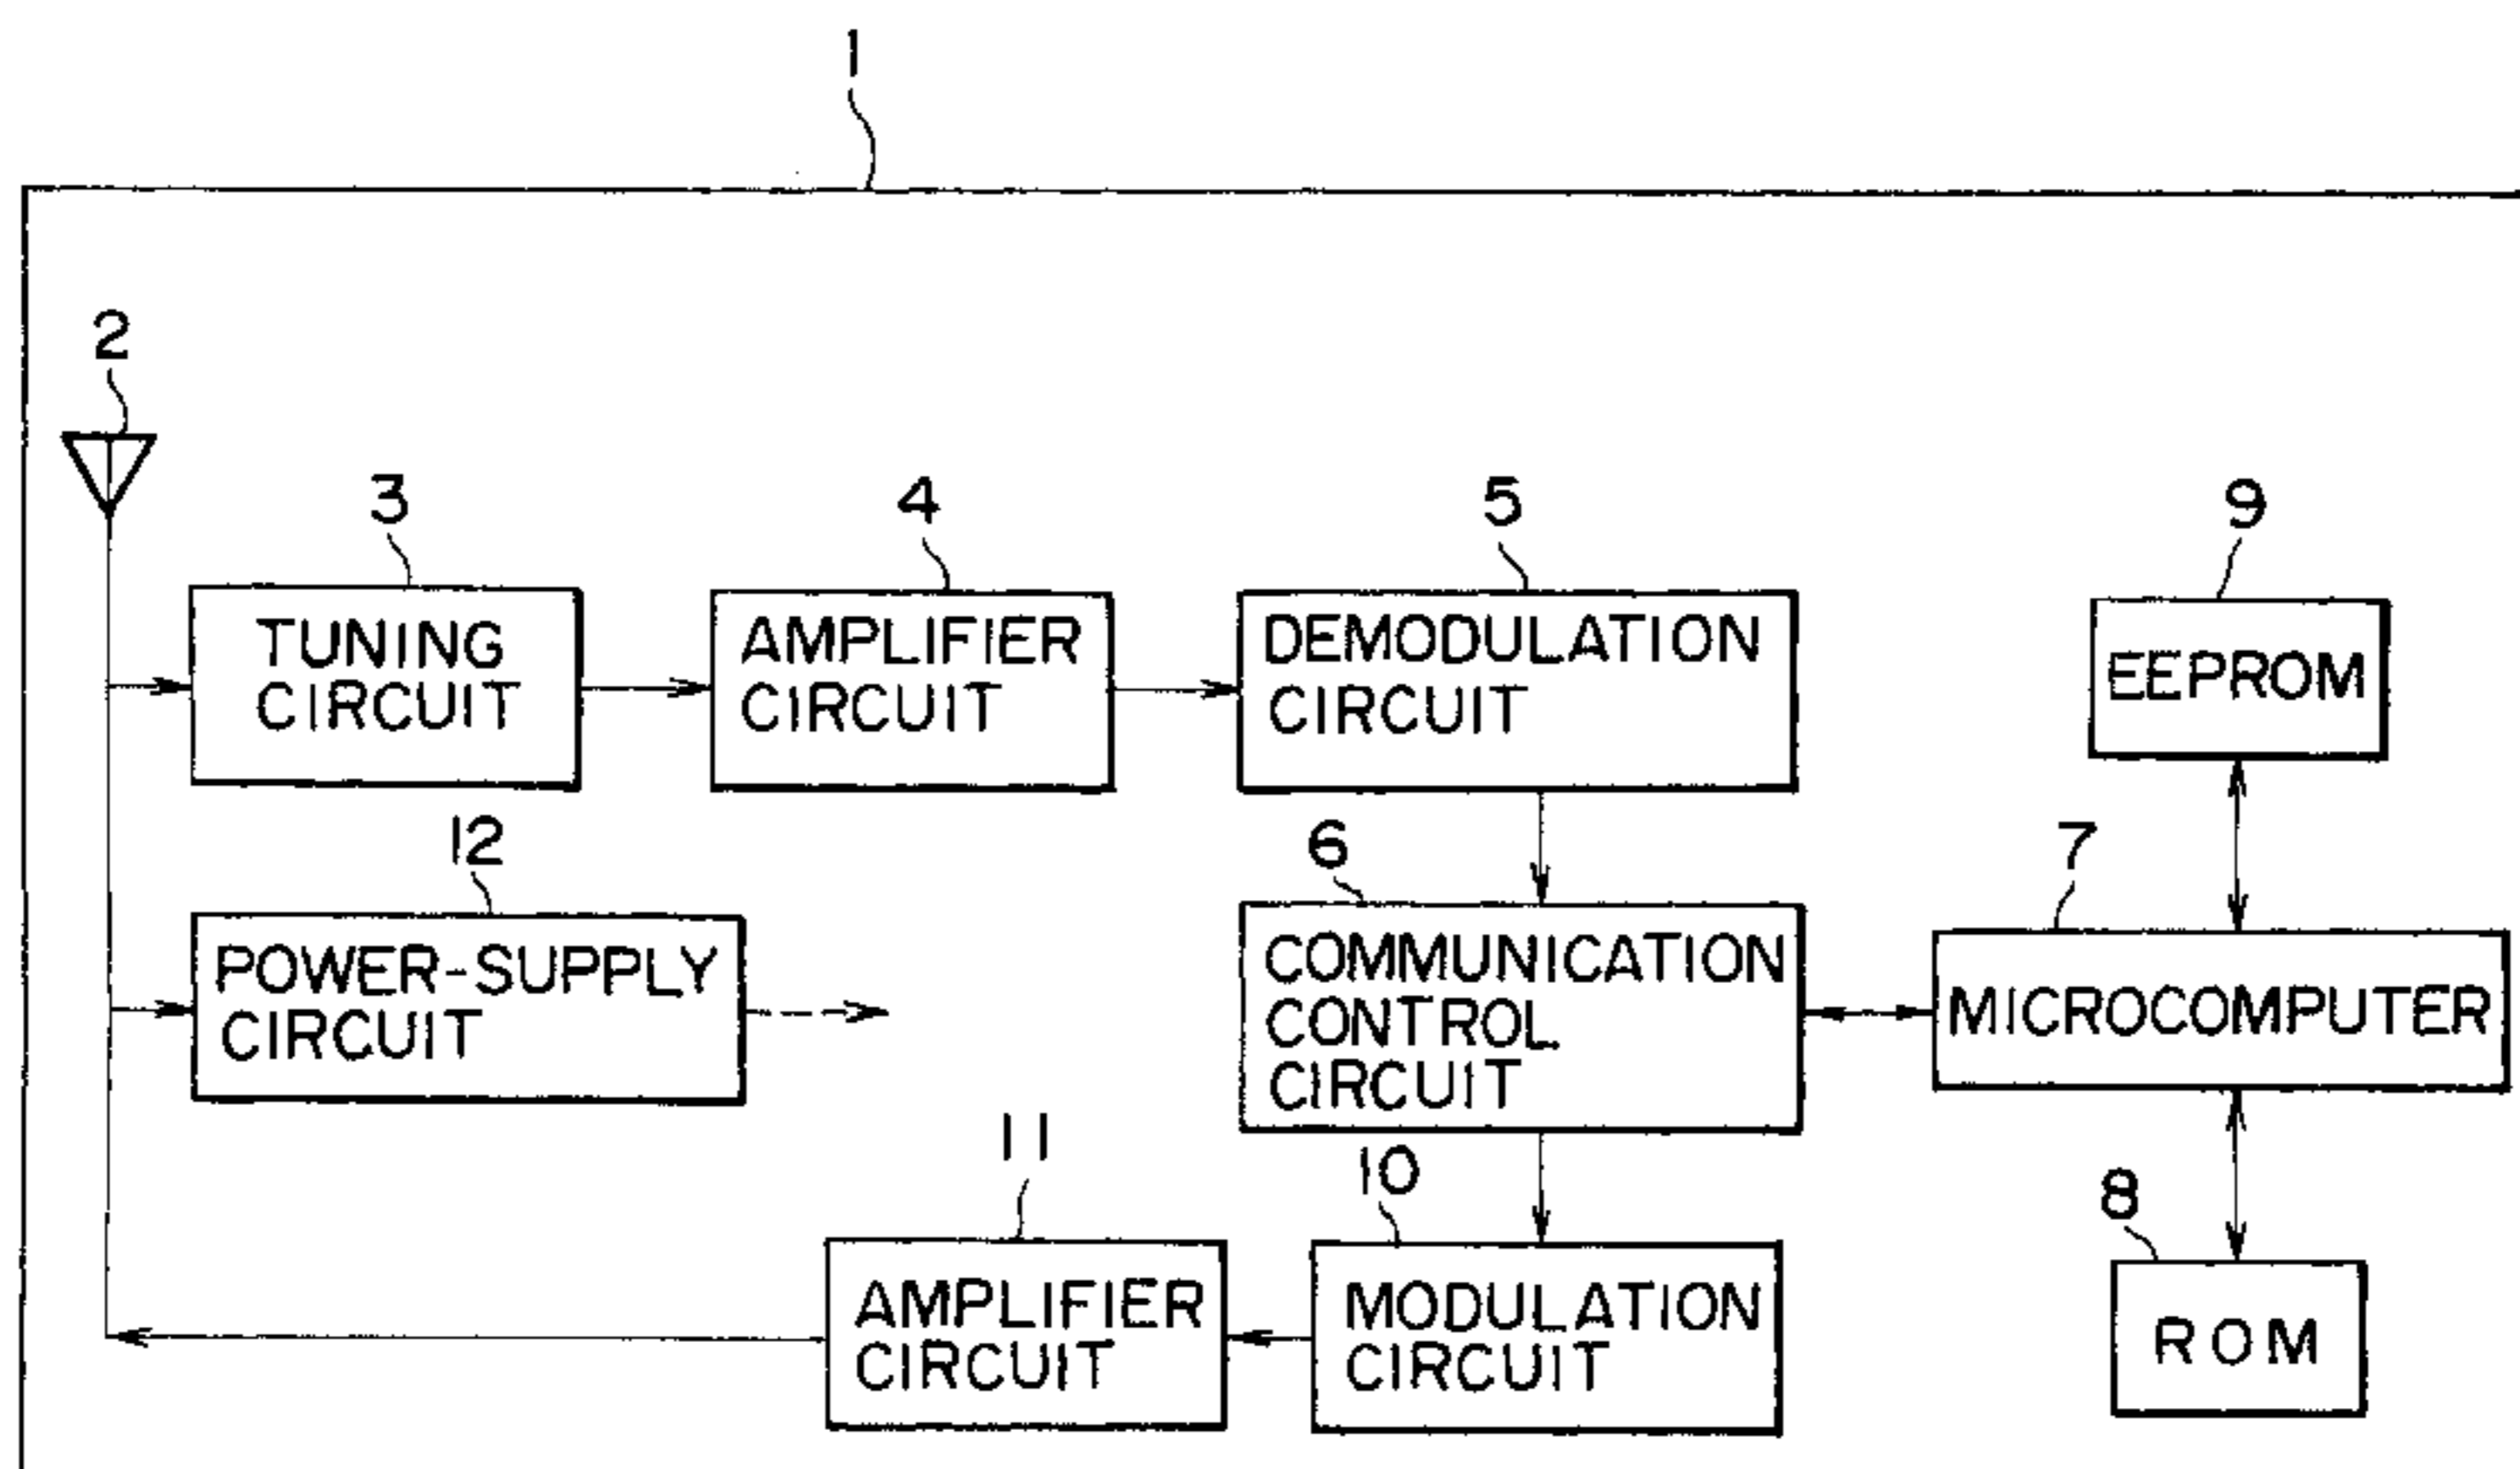 1
2
3
4
5
9
TUNING
CIRCUIT
AMPLIFIER
CIRCUIT
DEMODULATION
CIRCUIT
EEPROM
12
6
7
POWER-SUPPLY
CIRCUIT
COMMUNICATION
CONTROL
CIRCUIT
MICROCOMPUTER
11
10
8
AMPLIFIER
CIRCUIT
MODULATION
CIRCUIT
ROM